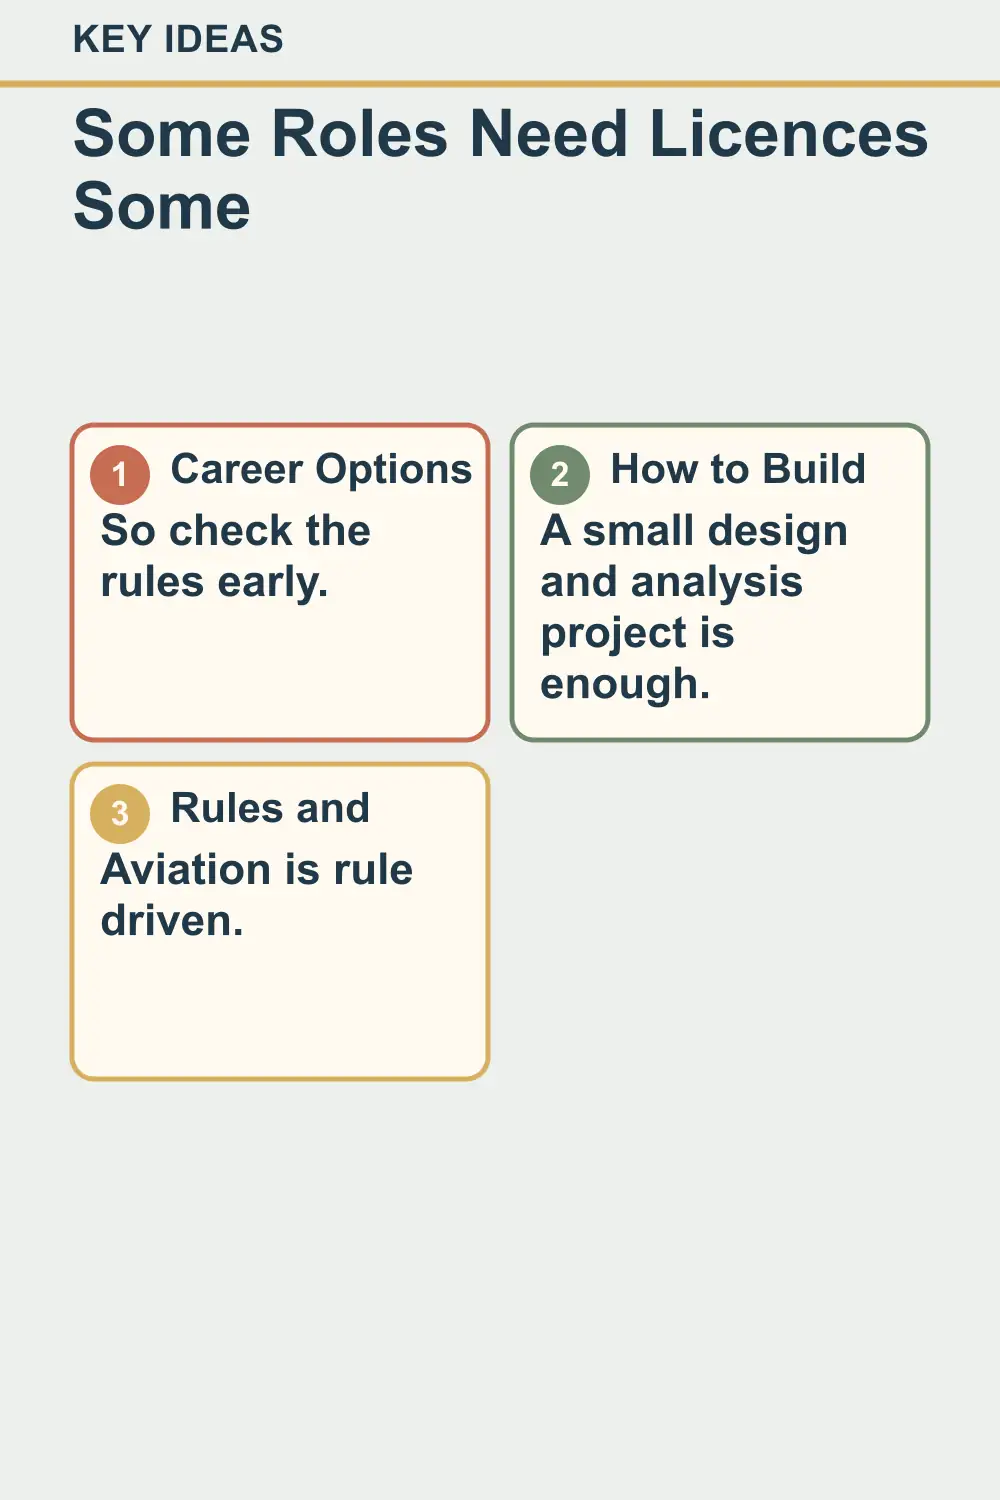 KEY IDEAS
Some Roles Need Licences
Some
1 Career Options
So check the
rules early.
2 How to Build
A small design
and analysis
project is
enough.
3 Rules and
Aviation is rule
driven.